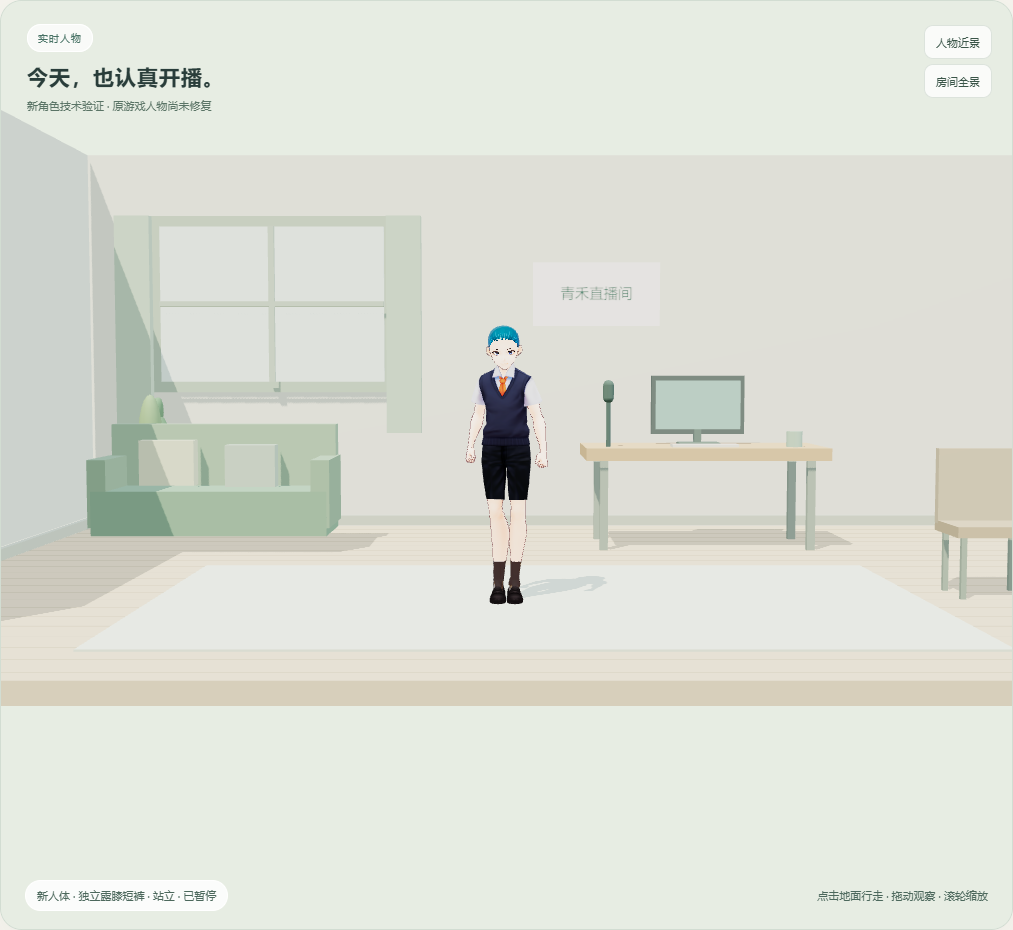 实时人物
今天，也认真开播。
新角色技术验证 · 原游戏人物尚未修复
人物近景
房间全景
青禾直播间
新人体 · 独立露膝短裤 · 站立 · 已暂停
点击地面行走 · 拖动观察 · 滚轮缩放